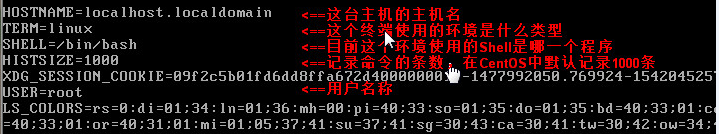 HOSTNAME=localhost.localdomain <==这台主机的主机名
TERM=linux <==这个终端使用的环境是什么类型
SHELL=/bin/bash <==目前这个环境使用的Shell是哪一个程序
HISTSIZE=1000 <==记录命令的条数，在CentOS中默认记录1000条
XDG_SESSION_COOKIE=09f2c5b01fd6dd8ffa672d40000000 -1477992050.769924-154204525
USER=root <==用户名称
LS_COLORS=rs=0:di=01;34:ln=01;36:mh=00:pi=40;33:so=01;35:do=01;35:bd=40;33;01:c
=40;33;01:or=40;31;01:mi=01;05;37;41:su=37;41:sg=30;43:ca=30;41:tw=30;42:ow=34;